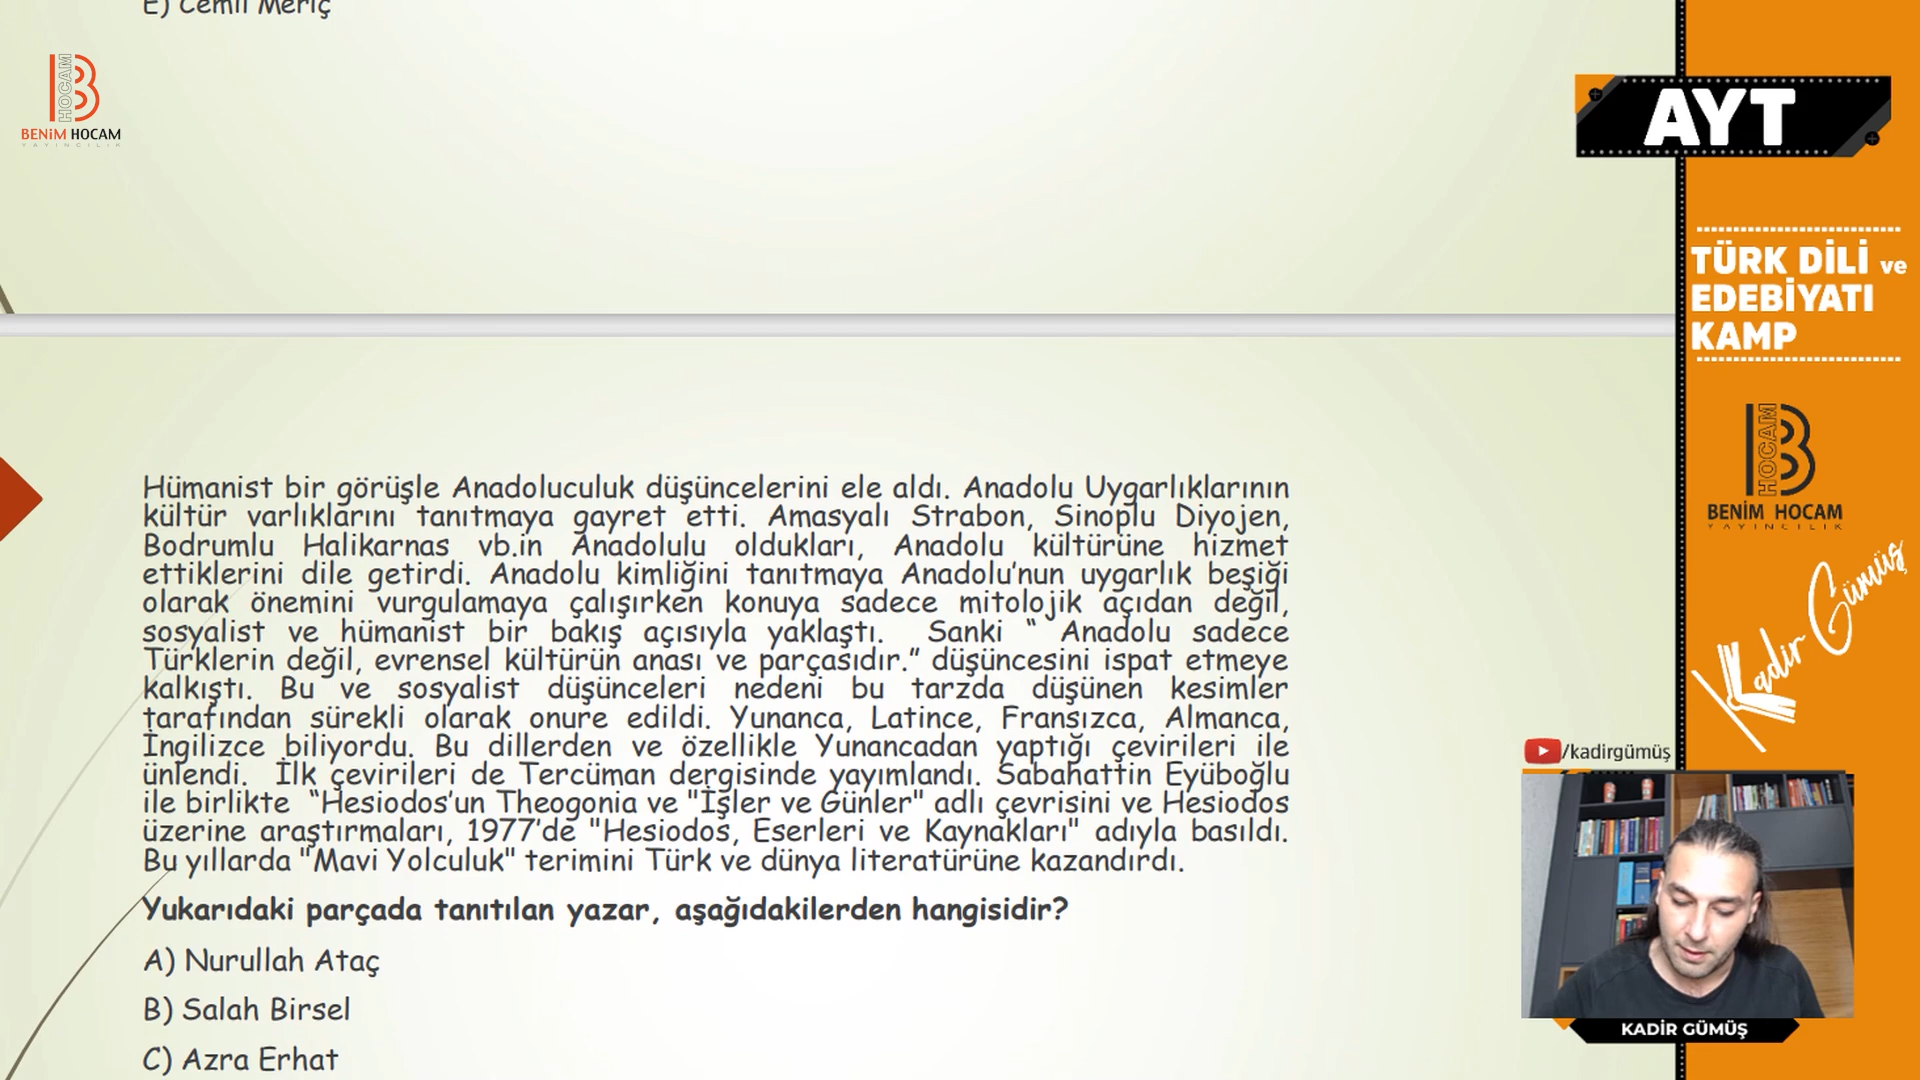 E) Cemil Meriç
HOCAM
BENİM HOCAM
YAYINCILIK
AYT
TÜRK DİLİ ve
EDEBİYATI
KAMP
HOCAM
BENİM HOCAM
YAYINCILIK
Kadir Gümüş
Hümanist bir görüşle Anadoluculuk düşüncelerini ele aldı. Anadolu Uygarlıklarının
kültür varlıklarını tanıtmaya gayret etti. Amasyalı Strabon, Sinoplu Diyojen,
Bodrumlu Halikarnas vb.in Anadolulu oldukları, Anadolu kültürüne hizmet
ettiklerini dile getirdi. Anadolu kimliğini tanıtmaya Anadolu’nun uygarlık beşiği
olarak önemini vurgulamaya çalışırken konuya sadece mitolojik açıdan değil,
sosyalist ve hümanist bir bakış açısıyla yaklaştı. Sanki “ Anadolu sadece
Türklerin değil, evrensel kültürün anası ve parçasıdır.” düşüncesini ispat etmeye
kalkıştı. Bu ve sosyalist düşünceleri nedeni bu tarzda düşünen kesimler
tarafından sürekli olarak onure edildi. Yunanca, Latince, Fransızca, Almanca,
İngilizce biliyordu. Bu dillerden ve özellikle Yunancadan yaptığı çevirileri ile
ünlendi. İlk çevirileri de Tercüman dergisinde yayımlandı. Sabahattin Eyüboğlu
ile birlikte “Hesiodos’un Theogonia ve "İşler ve Günler" adlı çevrisini ve Hesiodos
üzerine araştırmaları, 1977’de "Hesiodos, Eserleri ve Kaynakları" adıyla basıldı.
Bu yıllarda "Mavi Yolculuk" terimini Türk ve dünya literatürüne kazandırdı.
Yukarıdaki parçada tanıtılan yazar, aşağıdakilerden hangisidir?
A) Nurullah Ataç
B) Salah Birsel
C) Azra Erhat
/kadirgümüş
KADİR GÜMÜŞ